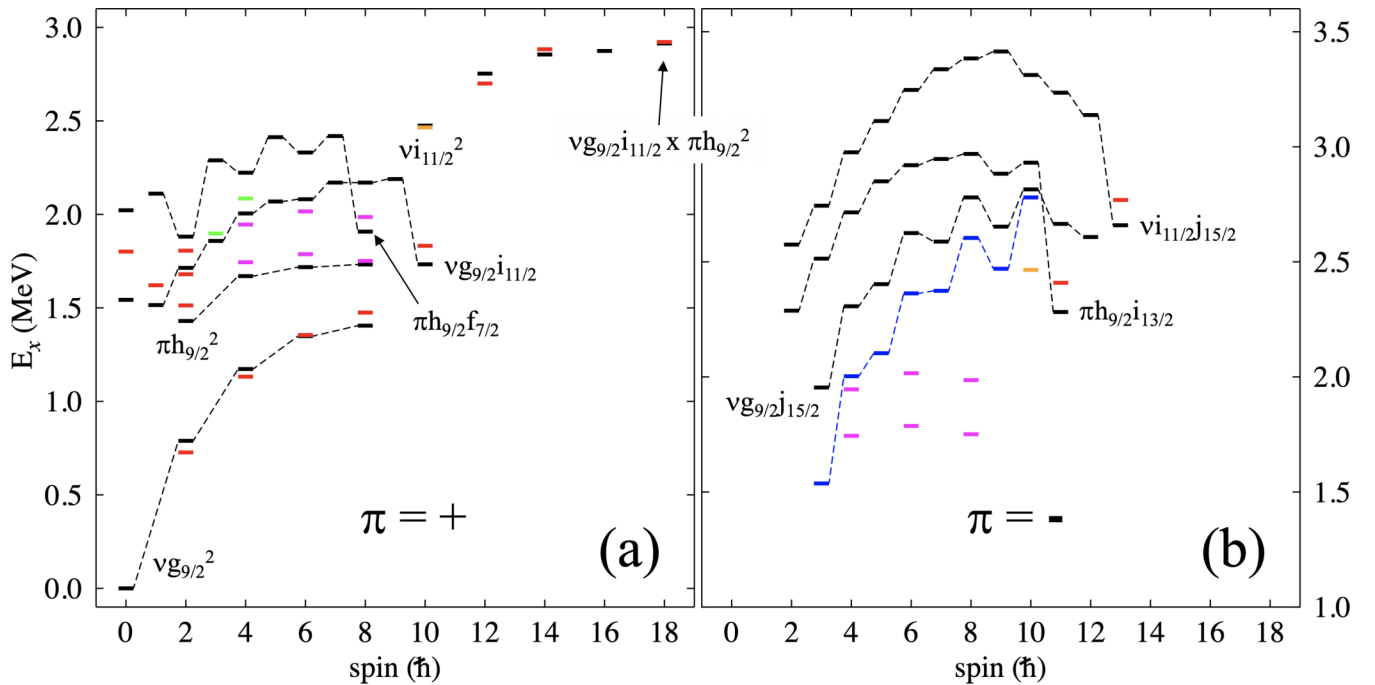 3.0
2.5
2.0
1.5
1.0
0.5
0.0
E_x (MeV)
νi₁₁/₂²
νg₉/₂i₁₁/₂ x πh₉/₂²
νg₉/₂i₁₁/₂
πh₉/₂f₇/₂
πh₉/₂²
νg₉/₂²
π = +
(a)
0 2 4 6 8 10 12 14 16 18
spin (ħ)
3.5
3.0
2.5
2.0
1.5
1.0
νi₁₁/₂j₁₅/₂
πh₉/₂i₁₃/₂
νg₉/₂j₁₅/₂
π = -
(b)
0 2 4 6 8 10 12 14 16 18
spin (ħ)